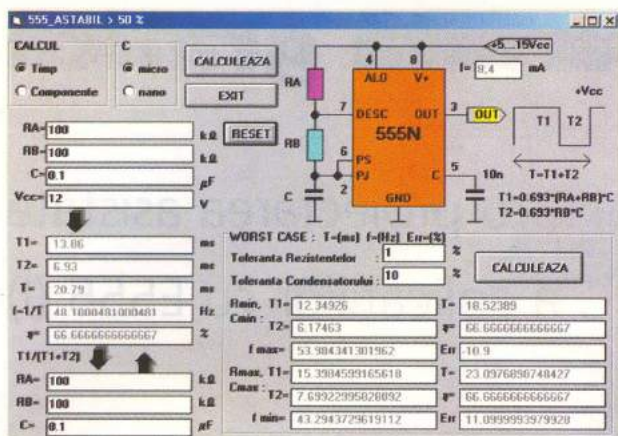 555_ASTABIL > 50 %
CALCUL
Timp
Componente
C
micro
nano
CALCULEAZA
EXIT
RESET
RA= 100 kΩ
RB= 100 kΩ
C= 0.1 µF
Vcc= 12 V
T1= 13.86 ms
T2= 6.93 ms
T= 20.79 ms
f=1/T 48.1000481000481 Hz
η= 66.6666666666667 %
T1/(T1+T2)
RA= 100 kΩ
RB= 100 kΩ
C= 0.1 µF
+5...15Vcc
I= 9,4 mA
4 8
ALO V+
RA
7 DESC OUT 3 OUT
555N
RB
6 PS
PJ C 5
2
GND
C
10n
+Vcc
T1 T2
T=T1+T2
T1=0.693*(RA+RB)*C
T2=0.693*RB*C
WORST CASE : T=(ms) f=(Hz) Err=(%)
Toleranta Rezistentelor : 1 %
Toleranta Condensatorului : 10 %
CALCULEAZA
Rmin, T1= 12.34926 T= 18.52389
Cmin : T2= 6.17463 η= 66.6666666666667
f max= 53.984341301962 Err -10.9
Rmax, T1= 15.3984599165618 T= 23.0976898748427
Cmax : T2= 7.69922995828092 η= 66.6666666666667
f min= 43.2943729619112 Err 11.0999993979928